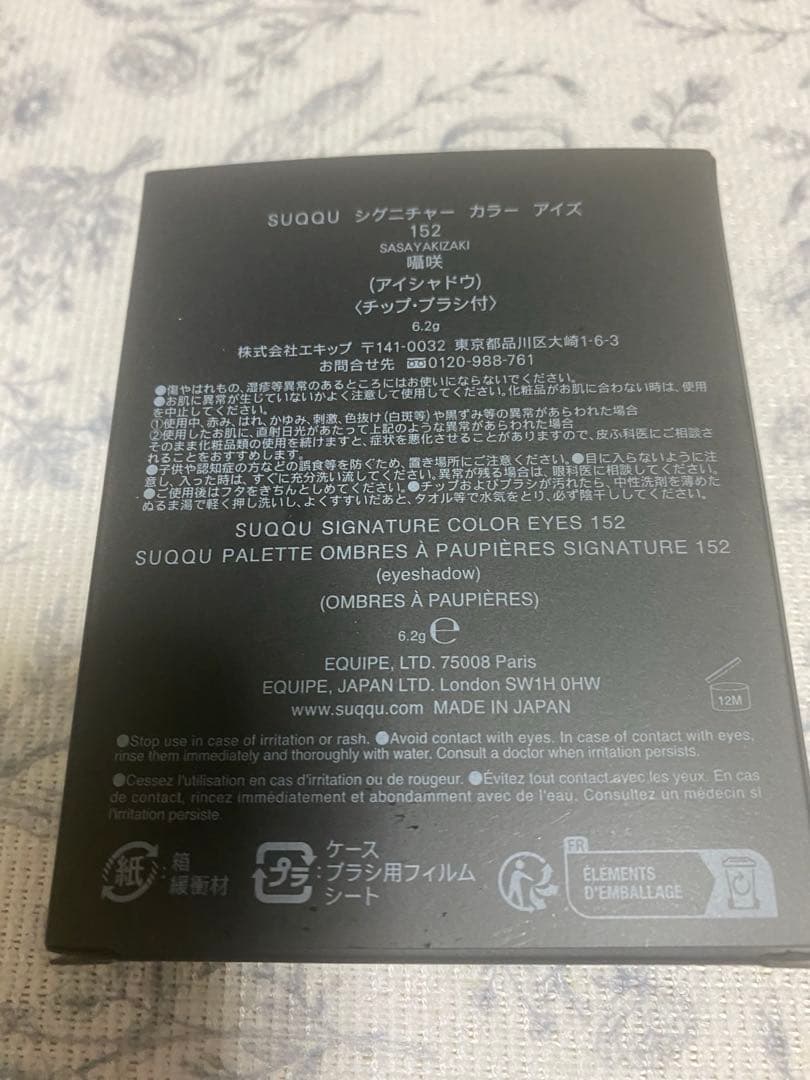 SUQQU シグニチャー カラー アイズ
152
SASAYAKIZAKI
囁咲
(アイシャドウ)
〈チップ・ブラシ付〉
6.2g
株式会社エキップ 〒141-0032 東京都品川区大崎1-6-3
お問合せ先 0120-988-761
●傷やはれもの、湿疹等異常のあるところにはお使いにならないでください。
●お肌に異常が生じていないかよく注意して使用してください。化粧品がお肌に合わない時は、使用
を中止してください。
①使用中、赤み、はれ、かゆみ、刺激、色抜け(白斑等)や黒ずみ等の異常があらわれた場合
②使用したお肌に、直射日光があたって上記のような異常があらわれた場合
そのまま化粧品類の使用を続けますと、症状を悪化させることがありますので、皮ふ科医にご相談さ
れることをおすすめします。
●子供や認知症の方などの誤食等を防ぐため、置き場所にご注意ください。●目に入らないように注
意し、入った時は、すぐに充分洗い流してください。異常が残る場合は、眼科医に相談してください。
●ご使用後はフタをきちんとしめてください。●チップおよびブラシが汚れたら、中性洗剤を薄めた
ぬるま湯で軽く押し洗いし、よくすすいだあと、タオル等で水気をとり、必ず陰干ししてください。
SUQQU SIGNATURE COLOR EYES 152
SUQQU PALETTE OMBRES À PAUPIÈRES SIGNATURE 152
(eyeshadow)
(OMBRES À PAUPIÈRES)
6.2g ℮
EQUIPE, LTD. 75008 Paris
EQUIPE, JAPAN LTD. London SW1H 0HW
www.suqqu.com MADE IN JAPAN
12M
●Stop use in case of irritation or rash. ●Avoid contact with eyes. In case of contact with eyes,
rinse them immediately and thoroughly with water. Consult a doctor when irritation persists.
●Cessez l'utilisation en cas d'irritation ou de rougeur. ●Évitez tout contact avec les yeux. En cas
de contact, rincez immédiatement et abondamment avec de l'eau. Consultez un médecin si
l'irritation persiste.
紙:箱
緩衝材
プラ:ケース
ブラシ用フィルム
シート
FR
ÉLÉMENTS
D'EMBALLAGE